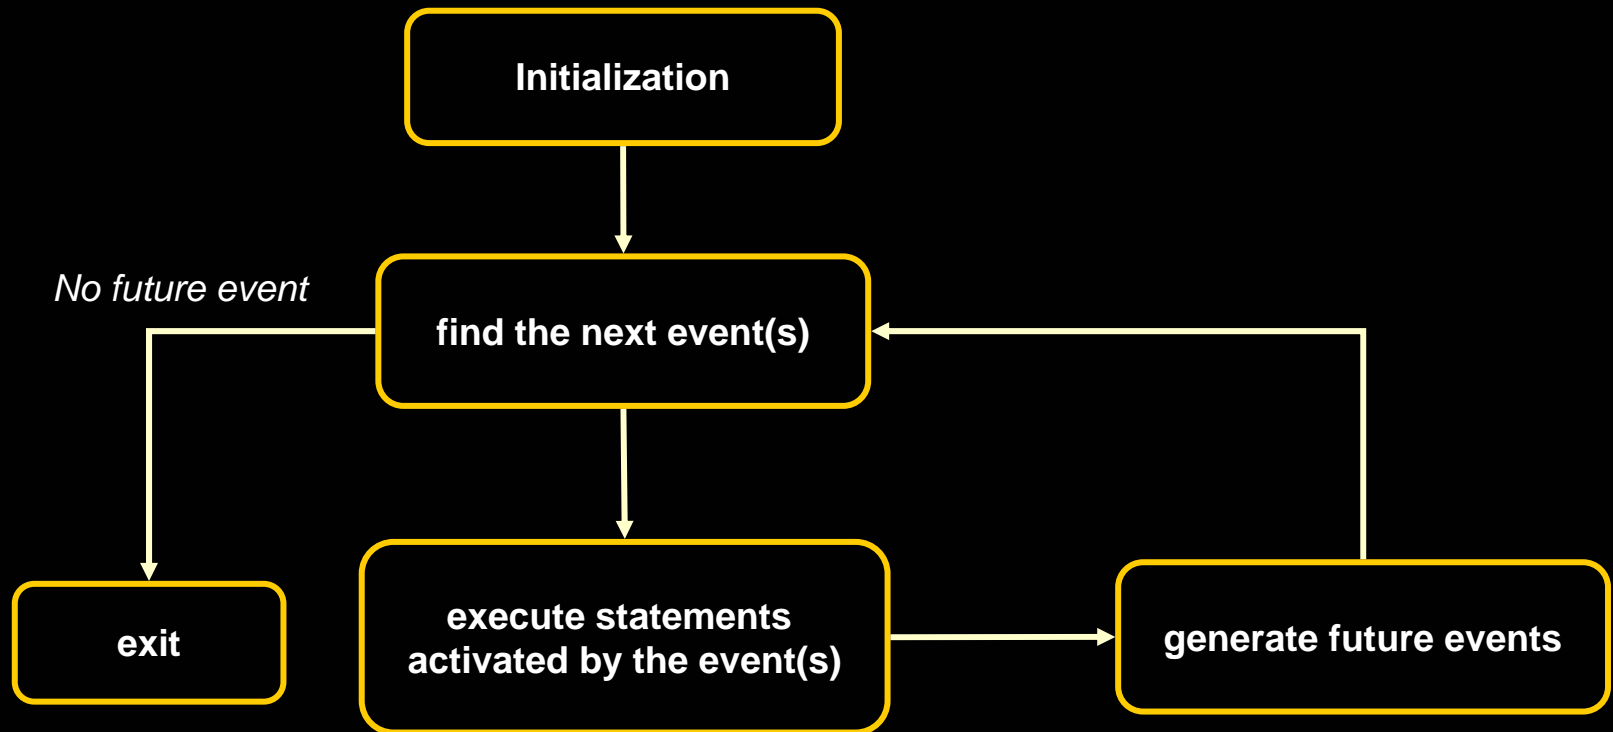 Initialization
No future event
find the next event(s)
execute statements
activated by the event(s)
generate future events
exit